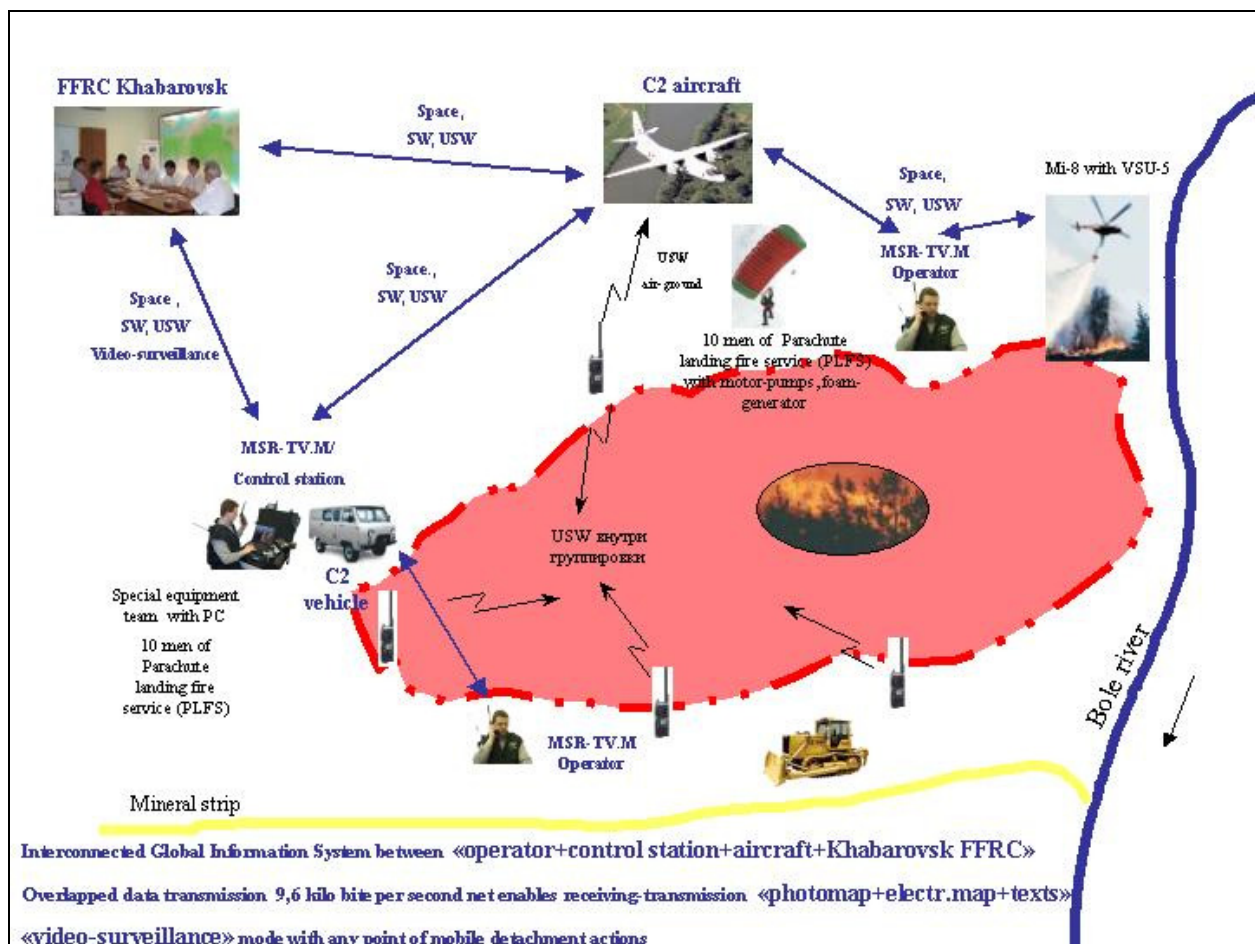 FFRC Khabarovsk
C2 aircraft
Space,
SW, USW
Mi-8 with VSU-5
Space,
SW, USW
MSR-TV.M
Operator
USW
air-ground
Space.,
SW, USW
Space ,
SW, USW
Video-surveillance
10 men of Parachute
landing fire service (PLFS)
with motor-pumps,foam-
generator
MSR-TV.M/
Control station
USW внутри
группировки
C2
vehicle
Special equipment
team with PC
10 men of
Parachute
landing fire
service (PLFS)
MSR-TV.M
Operator
Bole river
Mineral strip
Interconnected Global Information System between «operator+control station+aircraft+Khabarovsk FFRC»
Overlapped data transmission 9,6 kilo bite per second net enables receiving-transmission «photomap+electr.map+texts»
«video-surveillance» mode with any point of mobile detachment actions